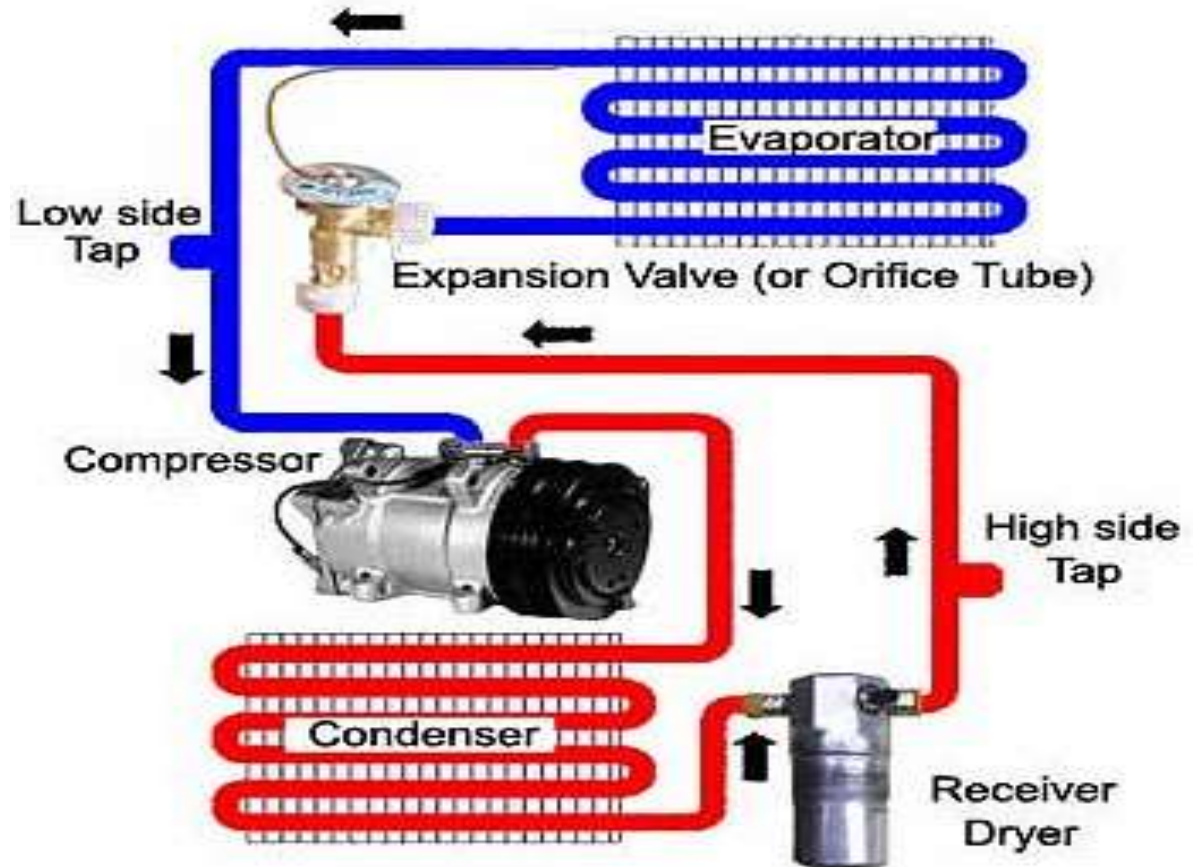 Evaporator
Low side
Tap
Expansion Valve (or Orifice Tube)
Compressor
High side
Tap
Condenser
Receiver
Dryer